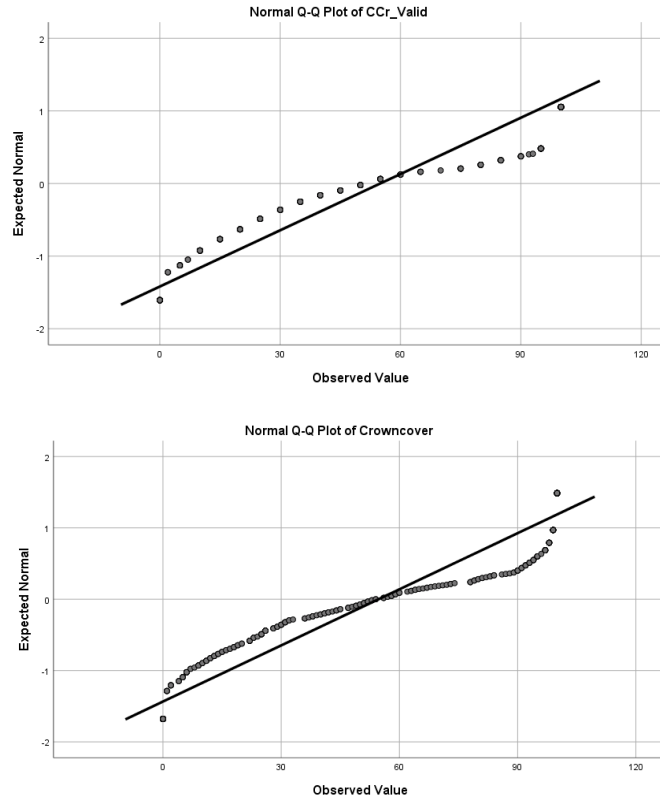 Normal Q-Q Plot of CCr_Valid
2
1
0
-1
-2
Expected Normal
0 30 60 90 120
Observed Value
Normal Q-Q Plot of Crowncover
2
1
0
-1
-2
Expected Normal
0 30 60 90 120
Observed Value